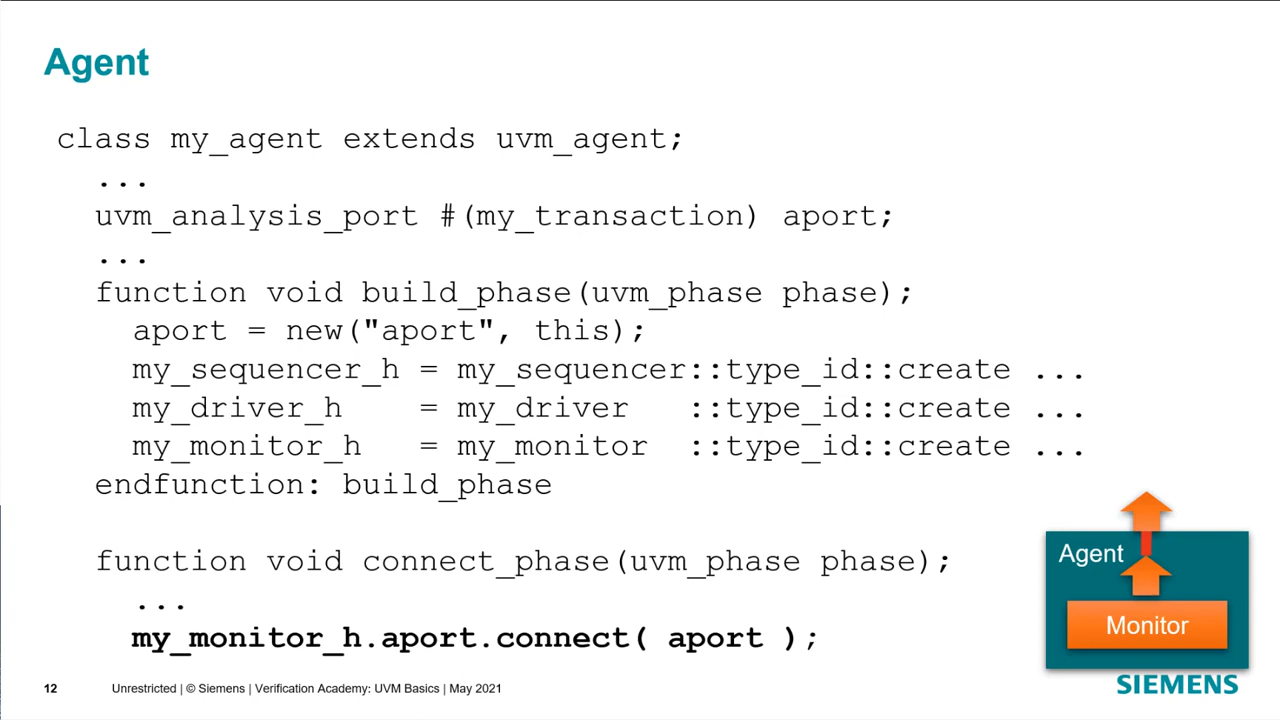 Agent
class my_agent extends uvm_agent;
...
uvm_analysis_port #(my_transaction) aport;
...
function void build_phase(uvm_phase phase);
aport = new("aport", this);
my_sequencer_h = my_sequencer::type_id::create ...
my_driver_h    = my_driver   ::type_id::create ...
my_monitor_h   = my_monitor  ::type_id::create ...
endfunction: build_phase
function void connect_phase(uvm_phase phase);
...
my_monitor_h.aport.connect( aport );
Agent
Monitor
12 Unrestricted | © Siemens | Verification Academy: UVM Basics | May 2021
SIEMENS